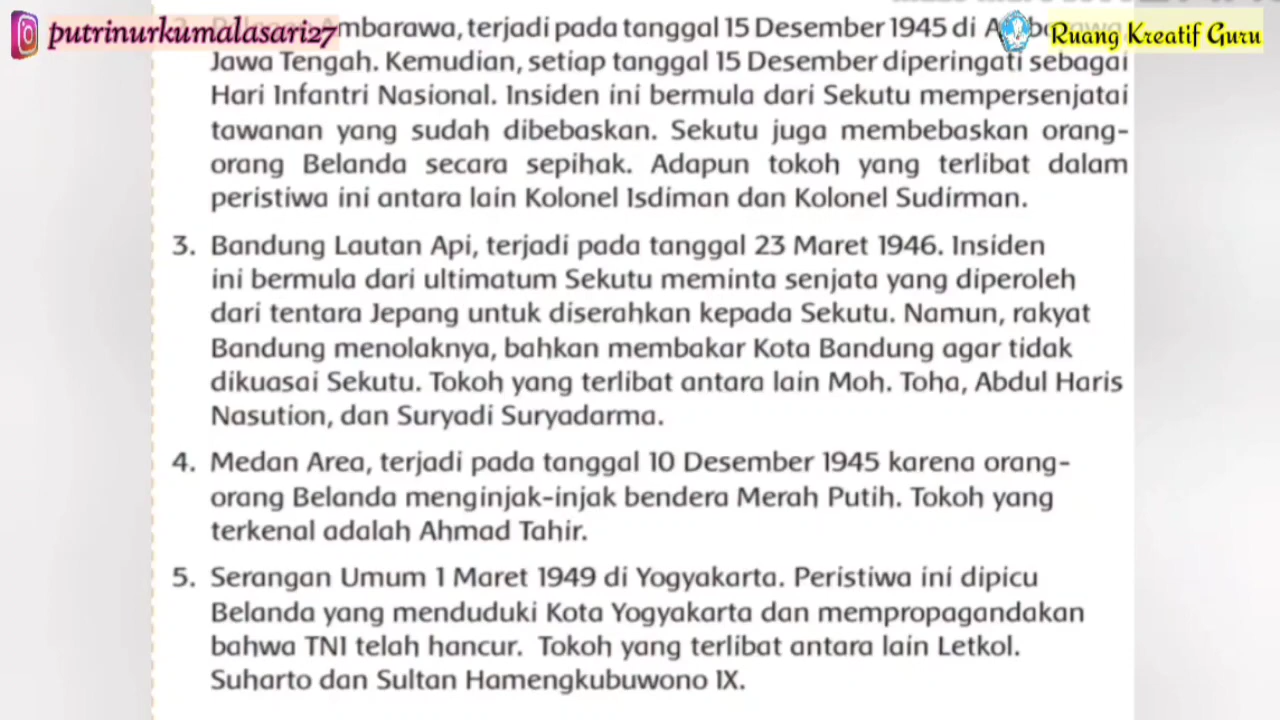 putrinurkumalasari27
Ruang Kreatif Guru
mbarawa, terjadi pada tanggal 15 Desember 1945 di
Jawa Tengah. Kemudian, setiap tanggal 15 Desember diperingati sebagai
Hari Infantri Nasional. Insiden ini bermula dari Sekutu mempersenjatai
tawanan yang sudah dibebaskan. Sekutu juga membebaskan orang-
orang Belanda secara sepihak. Adapun tokoh yang terlibat dalam
peristiwa ini antara lain Kolonel Isdiman dan Kolonel Sudirman.
3. Bandung Lautan Api, terjadi pada tanggal 23 Maret 1946. Insiden
ini bermula dari ultimatum Sekutu meminta senjata yang diperoleh
dari tentara Jepang untuk diserahkan kepada Sekutu. Namun, rakyat
Bandung menolaknya, bahkan membakar Kota Bandung agar tidak
dikuasai Sekutu. Tokoh yang terlibat antara lain Moh. Toha, Abdul Haris
Nasution, dan Suryadi Suryadarma.
4. Medan Area, terjadi pada tanggal 10 Desember 1945 karena orang-
orang Belanda menginjak-injak bendera Merah Putih. Tokoh yang
terkenal adalah Ahmad Tahir.
5. Serangan Umum 1 Maret 1949 di Yogyakarta. Peristiwa ini dipicu
Belanda yang menduduki Kota Yogyakarta dan mempropagandakan
bahwa TNI telah hancur. Tokoh yang terlibat antara lain Letkol.
Suharto dan Sultan Hamengkubuwono IX.